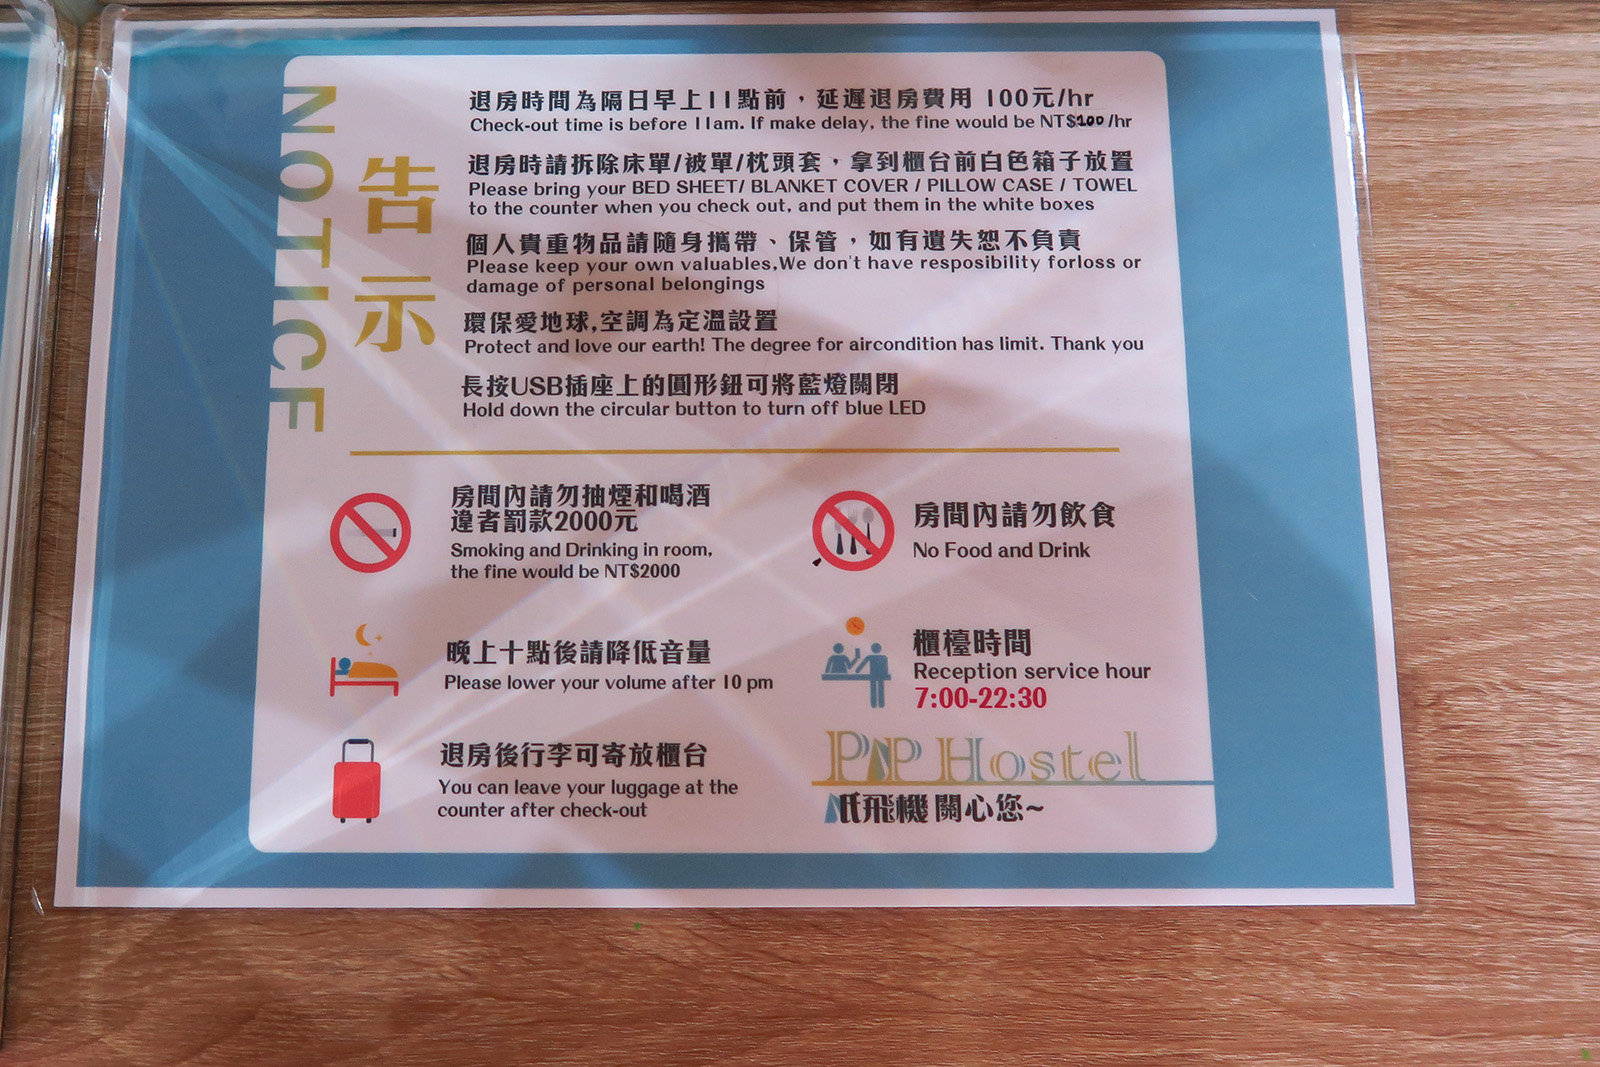 NOTICE
告示
退房時間為隔日早上11點前，延遲退房費用 100元/hr
Check-out time is before 11am. If make delay, the fine would be NT$100/hr
退房時請拆除床單/被單/枕頭套，拿到櫃台前白色箱子放置
Please bring your BED SHEET/ BLANKET COVER / PILLOW CASE / TOWEL
to the counter when you check out, and put them in the white boxes
個人貴重物品請隨身攜帶、保管，如有遺失恕不負責
Please keep your own valuables,We don't have resposibility forloss or
damage of personal belongings
環保愛地球,空調為定溫設置
Protect and love our earth! The degree for aircondition has limit. Thank you
長按USB插座上的圓形鈕可將藍燈關閉
Hold down the circular button to turn off blue LED
房間內請勿抽煙和喝酒
違者罰款2000元
Smoking and Drinking in room,
the fine would be NT$2000
房間內請勿飲食
No Food and Drink
晚上十點後請降低音量
Please lower your volume after 10 pm
櫃檯時間
Reception service hour
7:00-22:30
退房後行李可寄放櫃台
You can leave your luggage at the
counter after check-out
PAP Hostel
紙飛機 關心您~